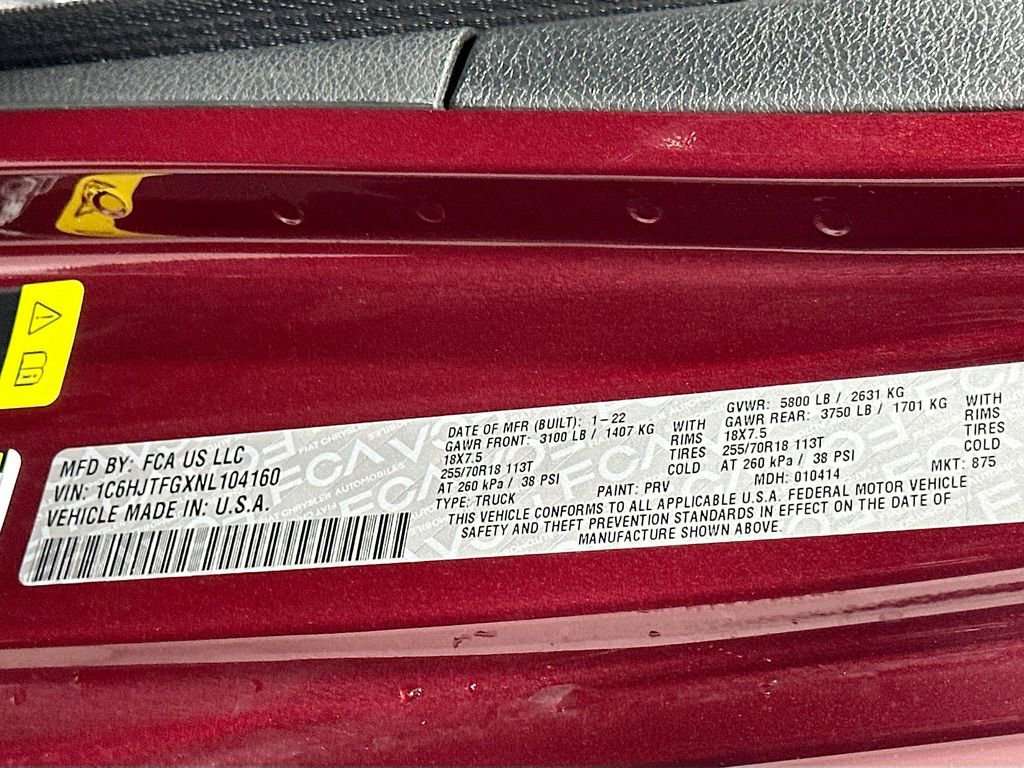 MFD BY: FCA US LLC
VIN: 1C6HJTFGXNL104160
VEHICLE MADE IN: U.S.A.
DATE OF MFR (BUILT): 1-22
GAWR FRONT: 3100 LB / 1407 KG WITH
18X7.5 RIMS
255/70R18 113T TIRES
AT 260 kPa / 38 PSI COLD
TYPE: TRUCK PAINT: PRV
GVWR: 5800 LB / 2631 KG
GAWR REAR: 3750 LB / 1701 KG WITH
18X7.5 RIMS
255/70R18 113T TIRES
AT 260 kPa / 38 PSI COLD
MDH: 010414 MKT: 875
THIS VEHICLE CONFORMS TO ALL APPLICABLE U.S.A. FEDERAL MOTOR VEHICLE
SAFETY AND THEFT PREVENTION STANDARDS IN EFFECT ON THE DATE OF
MANUFACTURE SHOWN ABOVE.